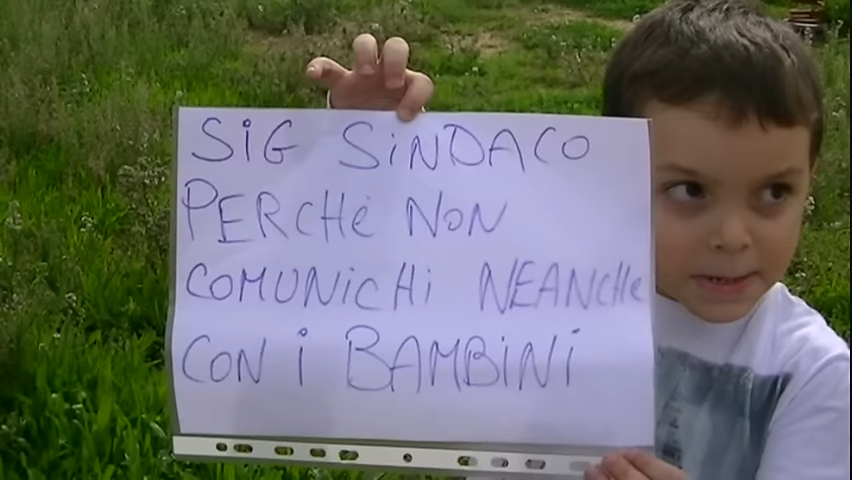 SiG SiNDACO
PERCHé NON
COMUNiCHi NEANCHe
CON i BAMBiNi